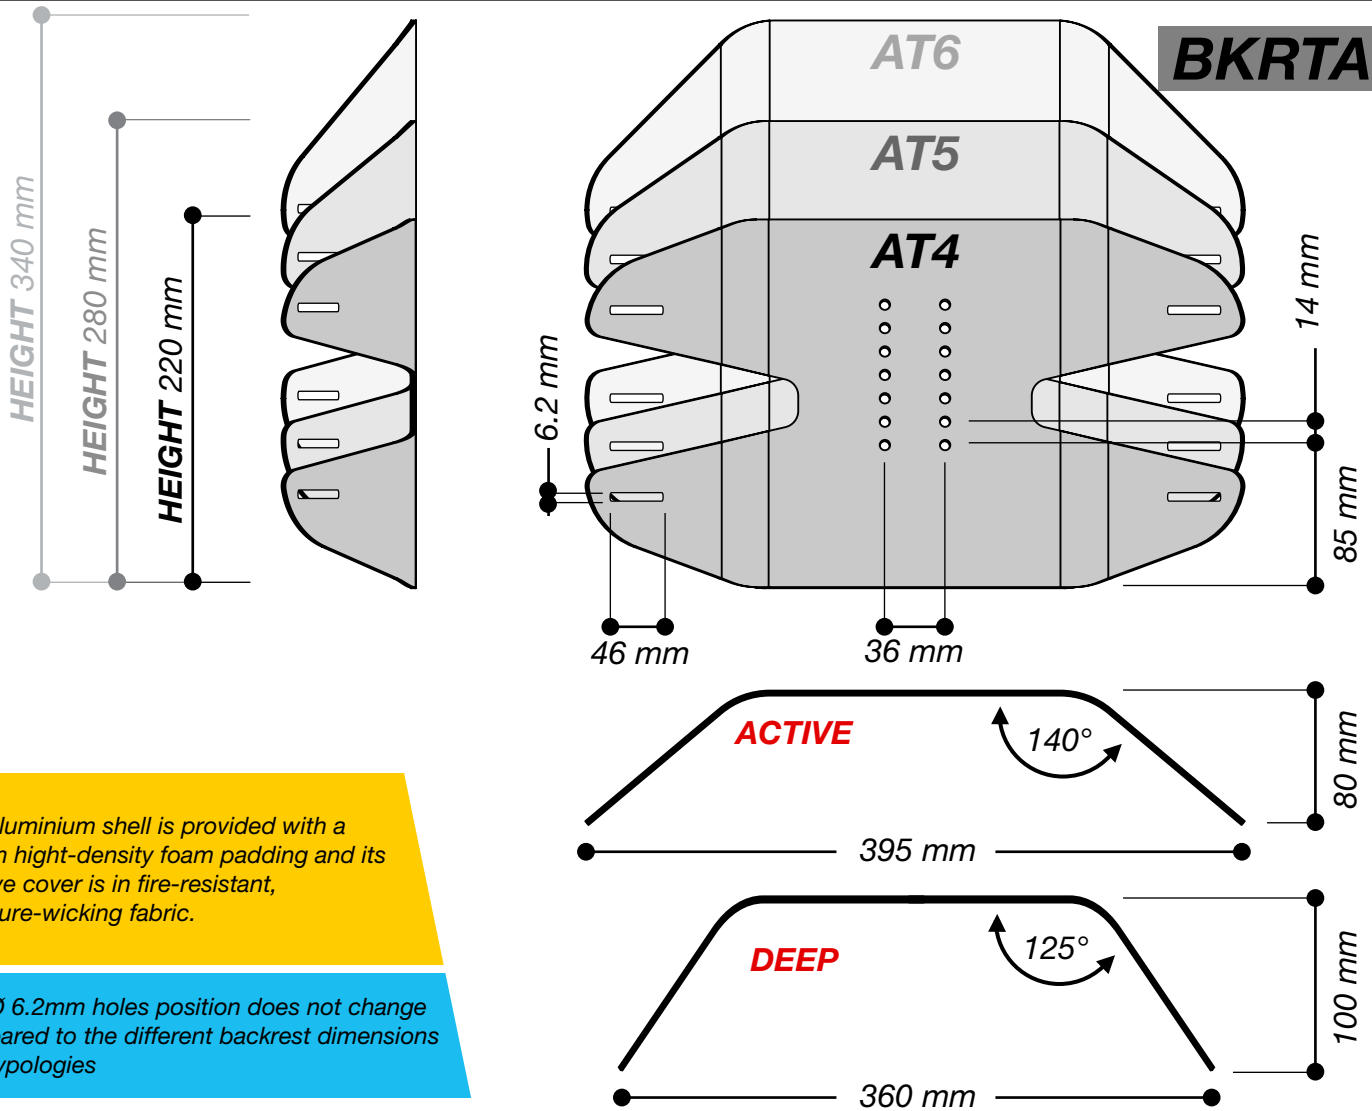 BKRTA
AT6
AT5
AT4
HEIGHT 340 mm
HEIGHT 280 mm
HEIGHT 220 mm
6.2 mm
14 mm
85 mm
46 mm
36 mm
ACTIVE
140°
80 mm
395 mm
DEEP
125°
100 mm
360 mm
luminium shell is provided with a
hight-density foam padding and its
ve cover is in fire-resistant,
ure-wicking fabric.
Ø 6.2mm holes position does not change
ared to the different backrest dimensions
ypologies